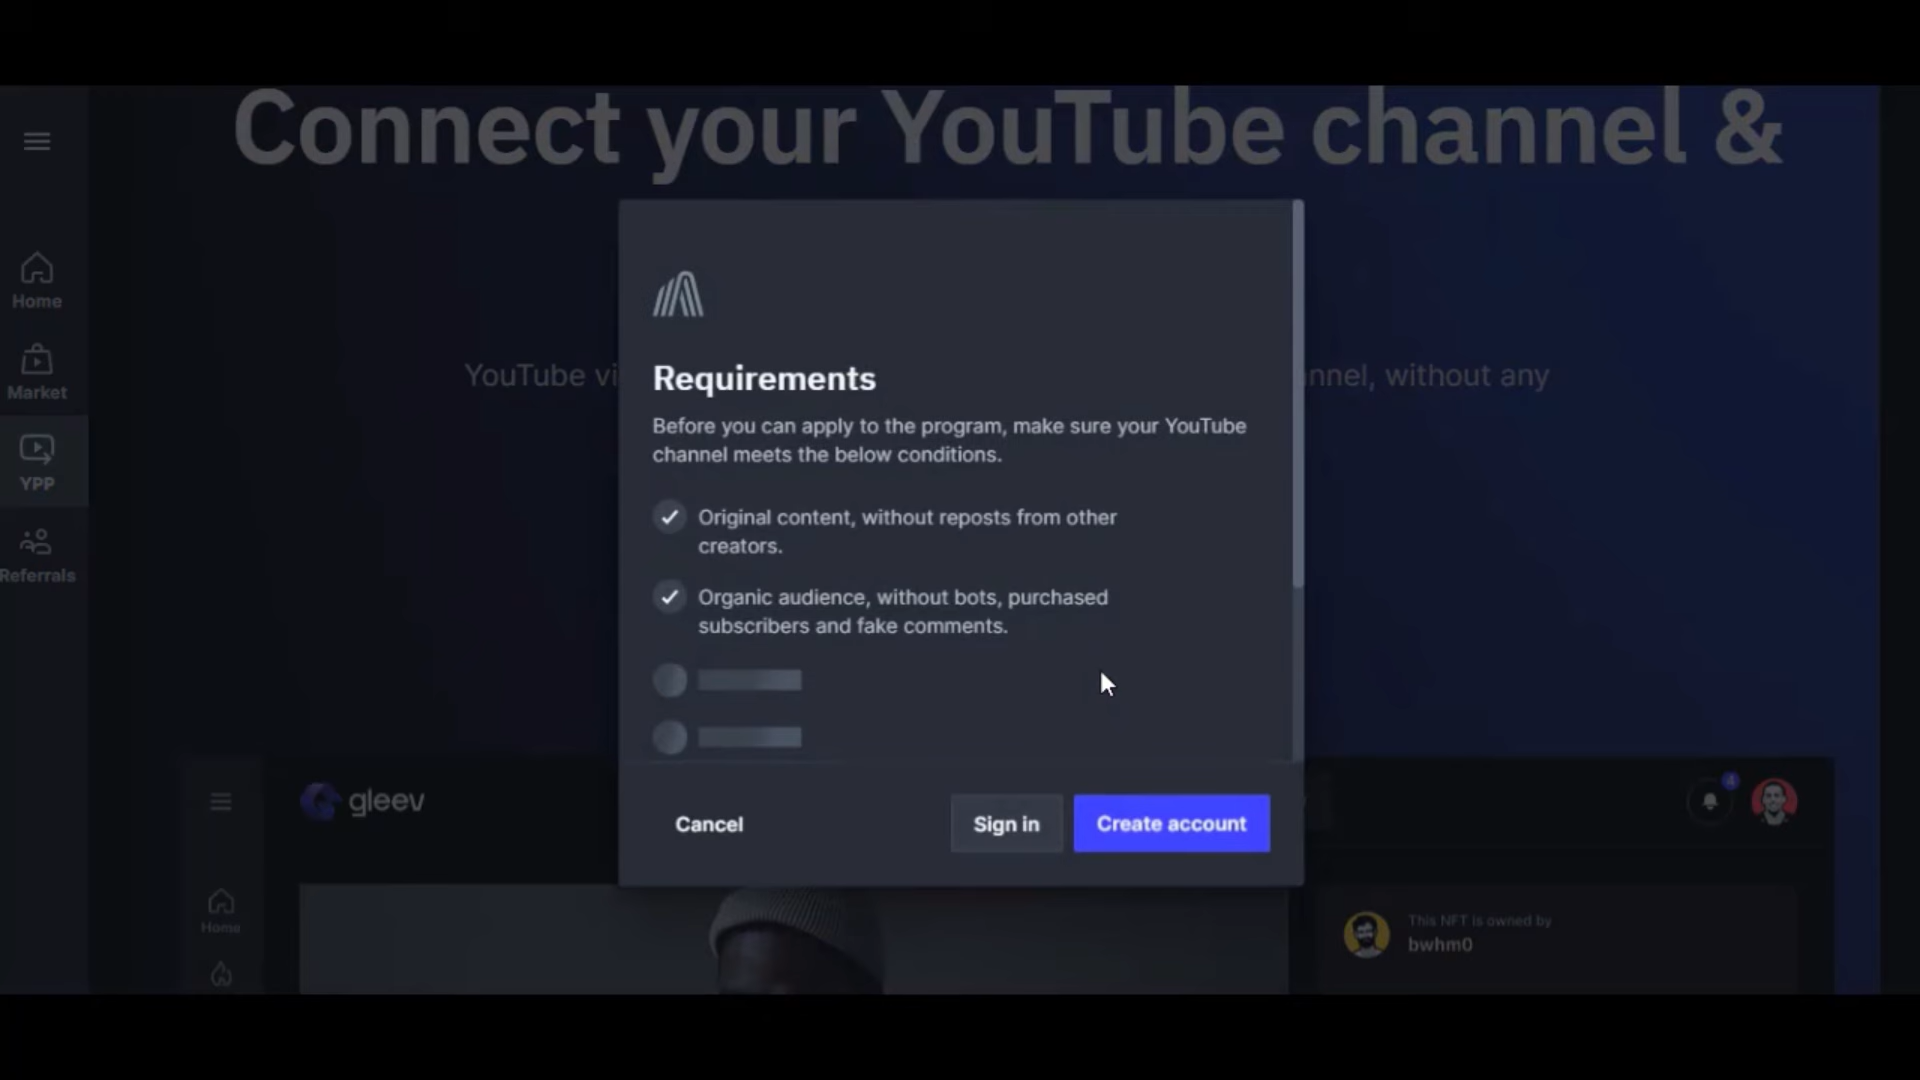 Connect your YouTube channel &
Home
Market
YPP
Referrals
YouTube vi
nnel, without any
Requirements
Before you can apply to the program, make sure your YouTube
channel meets the below conditions.
Original content, without reposts from other
creators.
Organic audience, without bots, purchased
subscribers and fake comments.
Cancel
Sign in
Create account
gleev
4
Home
This NFT is owned by
bwhm0